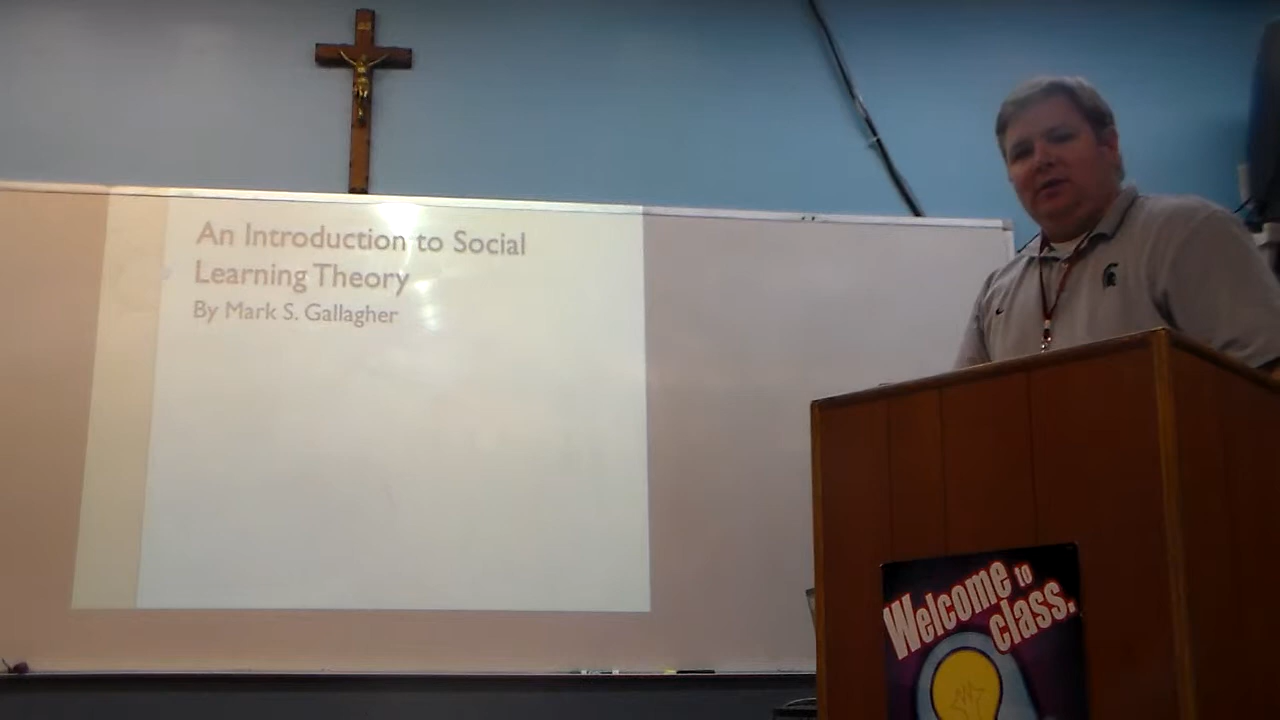 An Introduction to Social
Learning Theory
By Mark S. Gallagher
Welcome to
class.